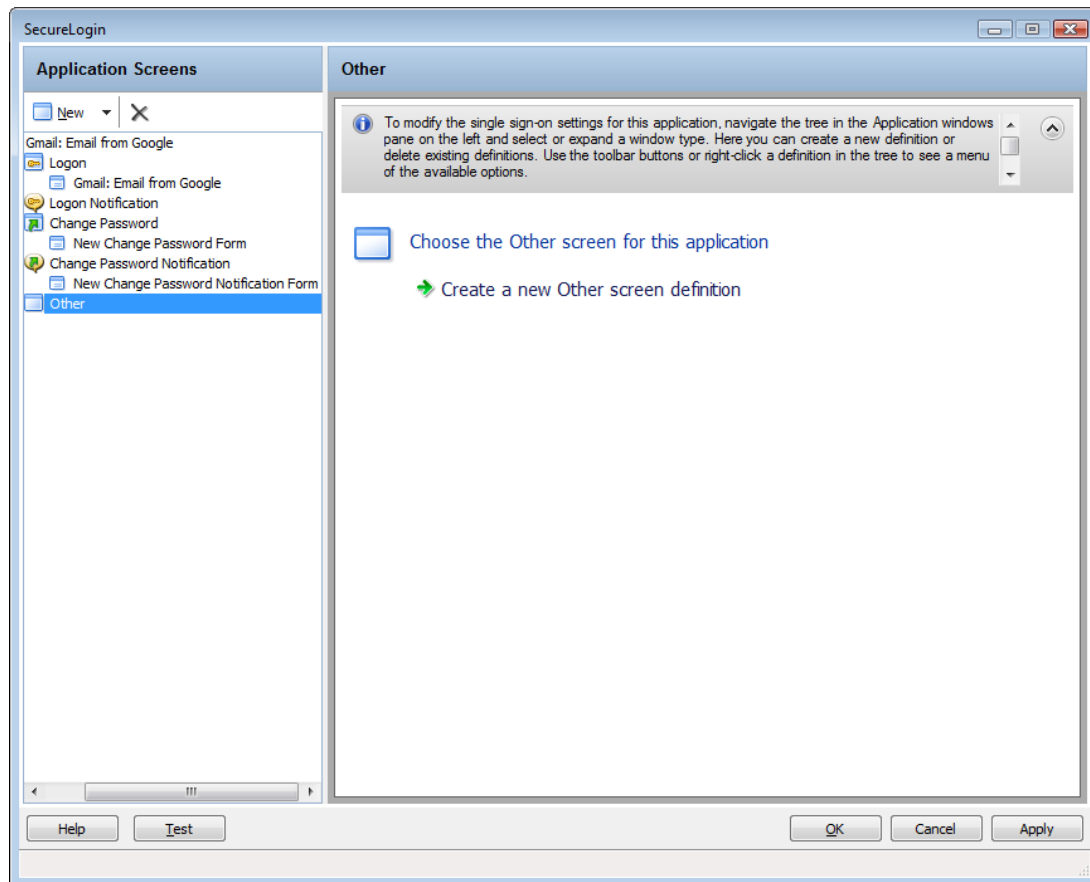 SecureLogin
Application Screens
New
Gmail: Email from Google
Logon
Gmail: Email from Google
Logon Notification
Change Password
New Change Password Form
Change Password Notification
New Change Password Notification Form
Other
Other
To modify the single sign-on settings for this application, navigate the tree in the Application windows
pane on the left and select or expand a window type. Here you can create a new definition or
delete existing definitions. Use the toolbar buttons or right-click a definition in the tree to see a menu
of the available options.
Choose the Other screen for this application
Create a new Other screen definition
Help
Test
OK
Cancel
Apply